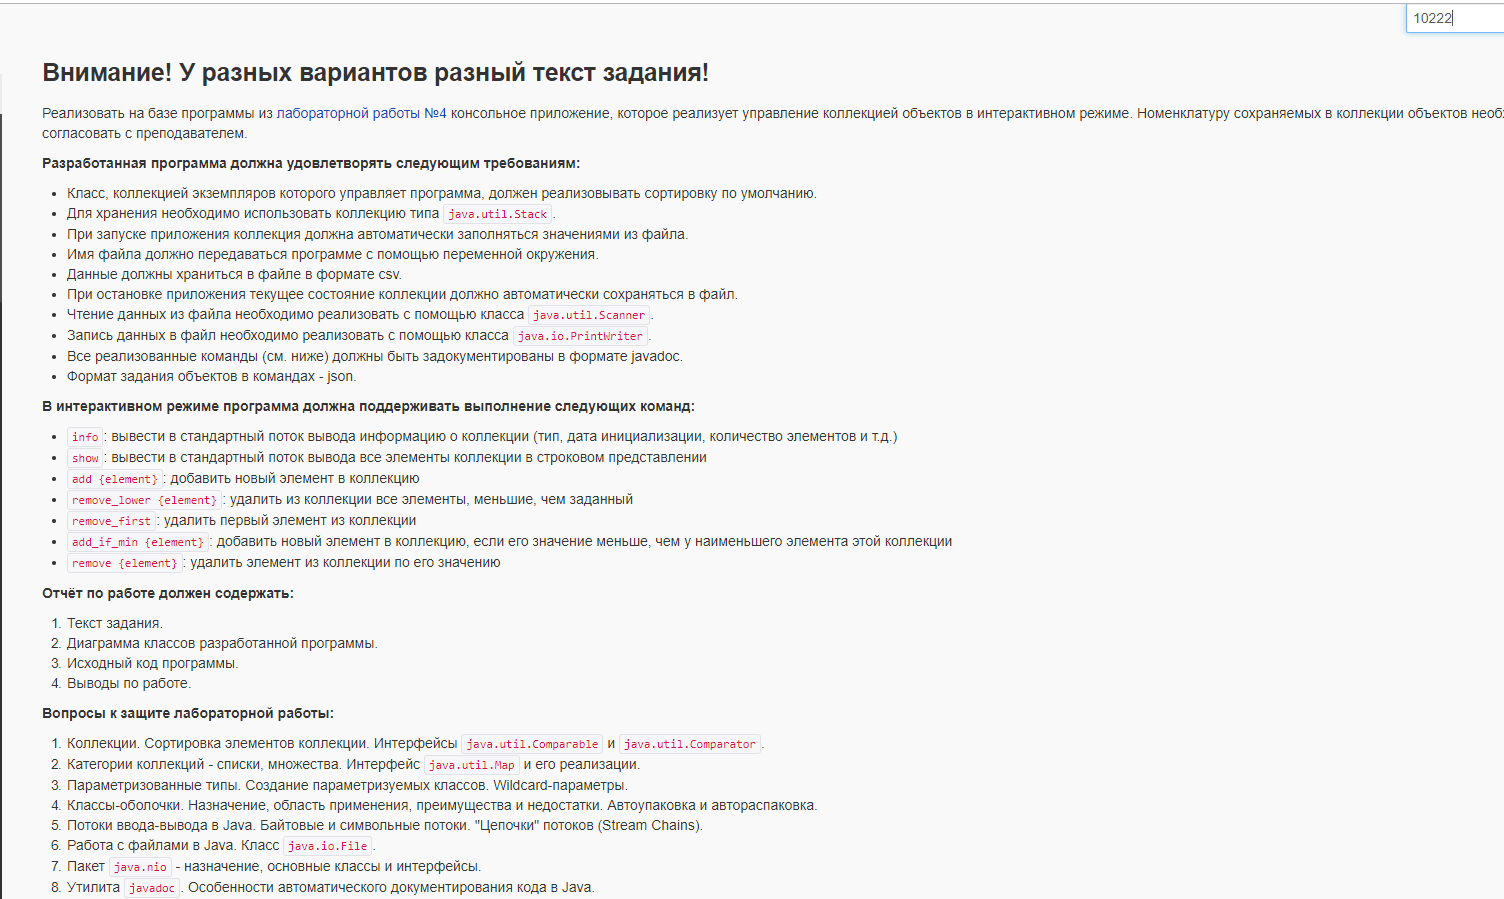 10222
Внимание! У разных вариантов разный текст задания!
Реализовать на базе программы из лабораторной работы №4 консольное приложение, которое реализует управление коллекцией объектов в интерактивном режиме. Номенклатуру сохраняемых в коллекции объектов
согласовать с преподавателем.
Разработанная программа должна удовлетворять следующим требованиям:
• Класс, коллекцией экземпляров которого управляет программа, должен реализовывать сортировку по умолчанию.
• Для хранения необходимо использовать коллекцию типа java.util.Stack.
• При запуске приложения коллекция должна автоматически заполняться значениями из файла.
• Имя файла должно передаваться программе с помощью переменной окружения.
• Данные должны храниться в файле в формате csv.
• При остановке приложения текущее состояние коллекции должно автоматически сохраняться в файл.
• Чтение данных из файла необходимо реализовать с помощью класса java.util.Scanner.
• Запись данных в файл необходимо реализовать с помощью класса java.io.PrintWriter.
• Все реализованные команды (см. ниже) должны быть задокументированы в формате javadoc.
• Формат задания объектов в командах - json.
В интерактивном режиме программа должна поддерживать выполнение следующих команд:
• info: вывести в стандартный поток вывода информацию о коллекции (тип, дата инициализации, количество элементов и т.д.)
• show: вывести в стандартный поток вывода все элементы коллекции в строковом представлении
• add {element}: добавить новый элемент в коллекцию
• remove_lower {element}: удалить из коллекции все элементы, меньшие, чем заданный
• remove_first: удалить первый элемент из коллекции
• add_if_min {element}: добавить новый элемент в коллекцию, если его значение меньше, чем у наименьшего элемента этой коллекции
• remove {element}: удалить элемент из коллекции по его значению
Отчёт по работе должен содержать:
1. Текст задания.
2. Диаграмма классов разработанной программы.
3. Исходный код программы.
4. Выводы по работе.
Вопросы к защите лабораторной работы:
1. Коллекции. Сортировка элементов коллекции. Интерфейсы java.util.Comparable и java.util.Comparator.
2. Категории коллекций - списки, множества. Интерфейс java.util.Map и его реализации.
3. Параметризованные типы. Создание параметризуемых классов. Wildcard-параметры.
4. Классы-оболочки. Назначение, область применения, преимущества и недостатки. Автоупаковка и автораспаковка.
5. Потоки ввода-вывода в Java. Байтовые и символьные потоки. "Цепочки" потоков (Stream Chains).
6. Работа с файлами в Java. Класс java.io.File.
7. Пакет java.nio - назначение, основные классы и интерфейсы.
8. Утилита javadoc. Особенности автоматического документирования кода в Java.